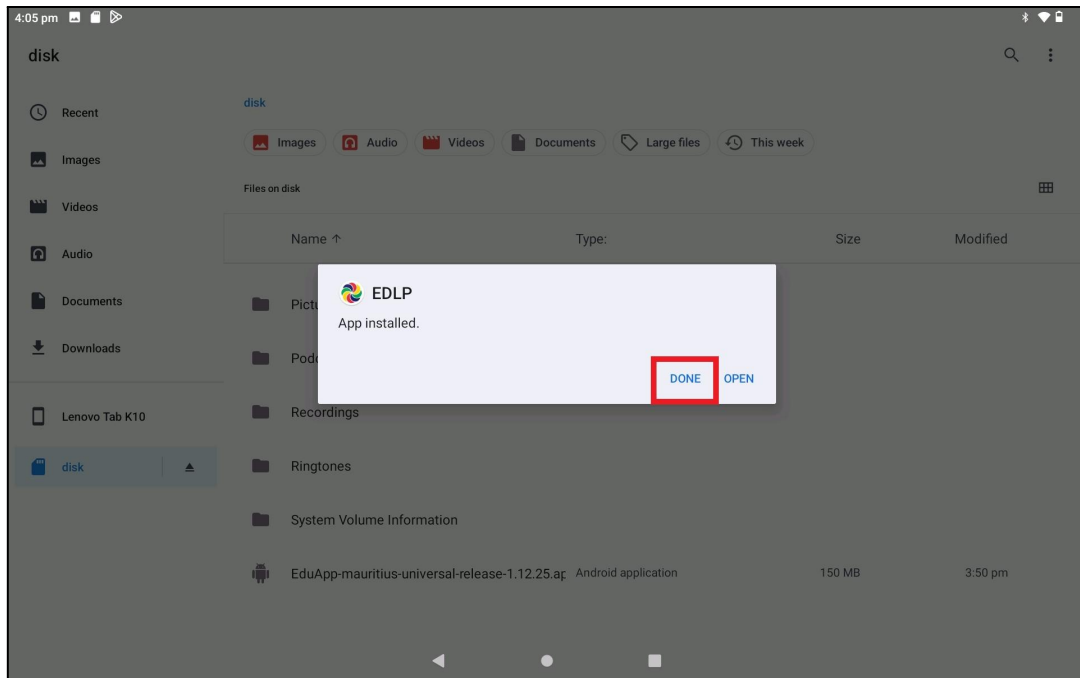 4:05 pm
disk
Recent
Images
Videos
Audio
Documents
Downloads
Lenovo Tab K10
disk
disk
Images
Audio
Videos
Documents
Large files
This week
Files on disk
Name ↑ Type: Size Modified
Pictu
Podc
Recordings
Ringtones
System Volume Information
EduApp-mauritius-universal-release-1.12.25.ap Android application 150 MB 3:50 pm
EDLP
App installed.
DONE OPEN